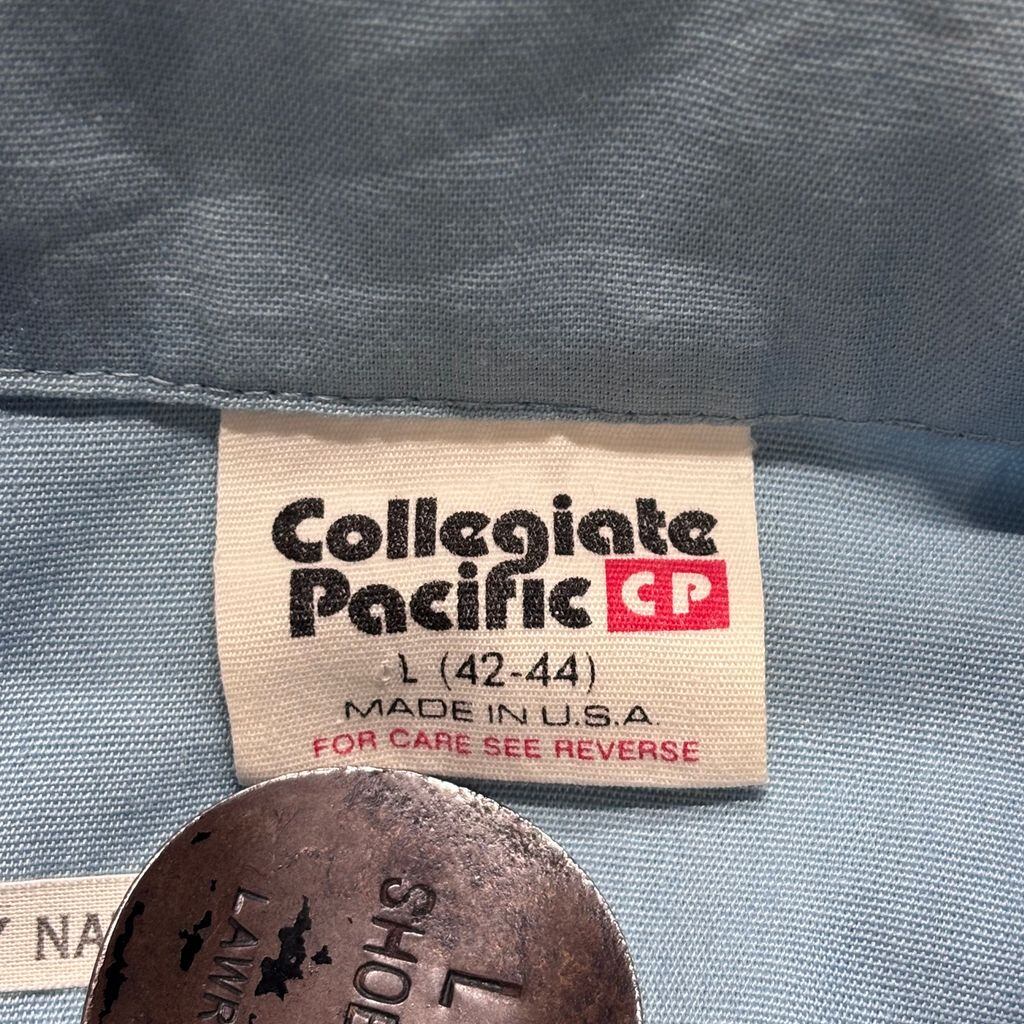 Collegiate
Pacific CP
L (42-44)
MADE IN U.S.A.
FOR CARE SEE REVERSE
L